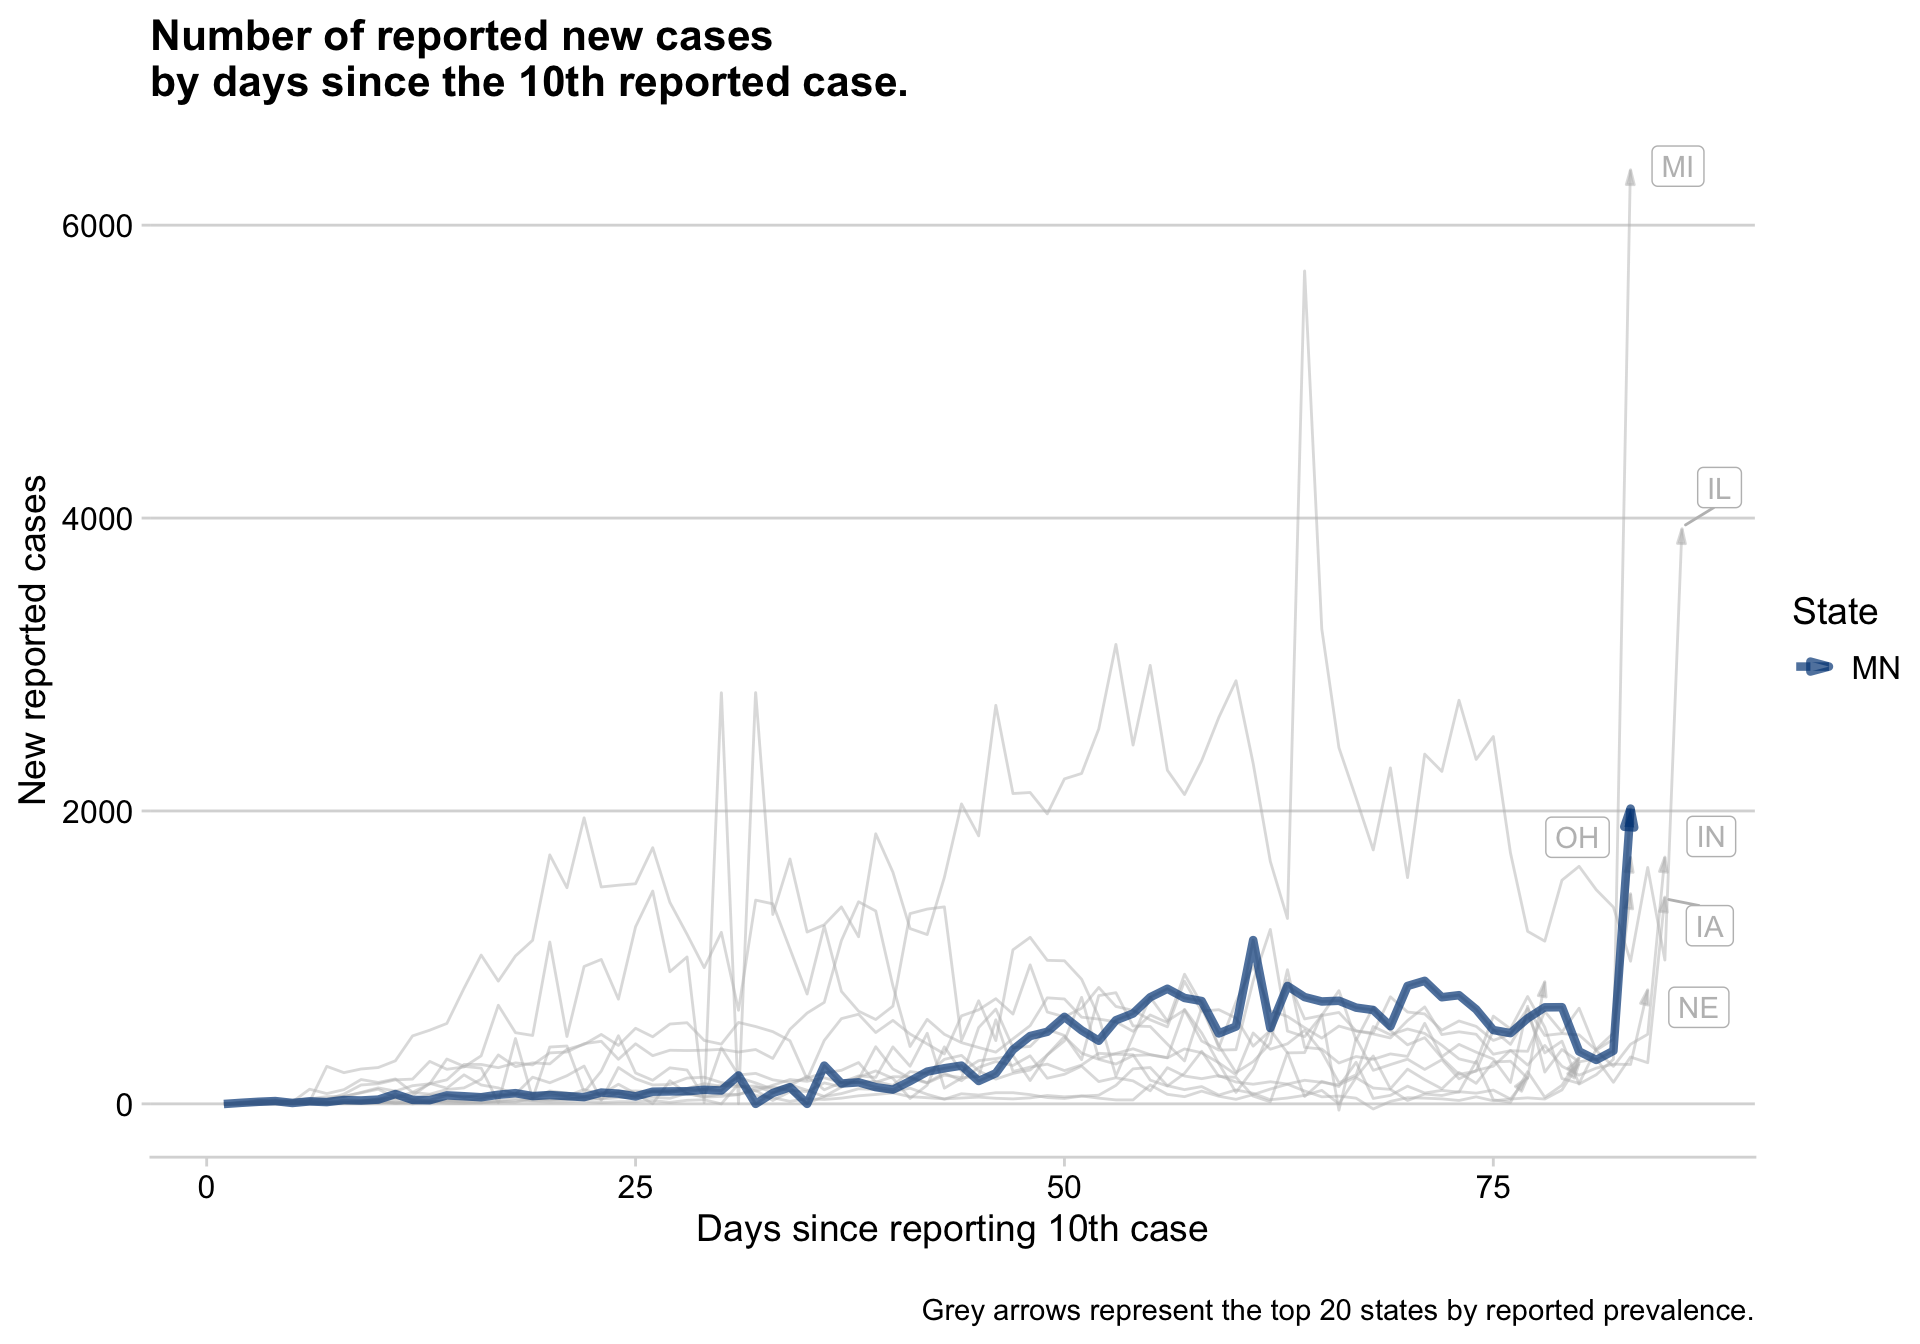 Number of reported new cases
by days since the 10th reported case.
MI
6000
IL
4000
New reported cases
State
MN
2000
OH
IN
IA
NE
0
0
25
50
75
Days since reporting 10th case
Grey arrows represent the top 20 states by reported prevalence.